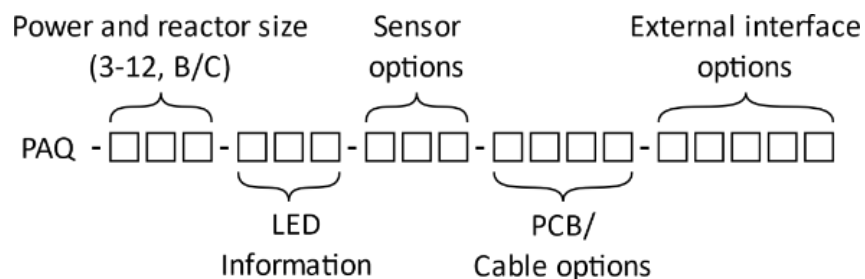 Power and reactor size
(3-12, B/C)
Sensor
options
External interface
options
PAQ - □□□ - □□□ - □□□ - □□□□ - □□□□□
LED
Information
PCB/
Cable options